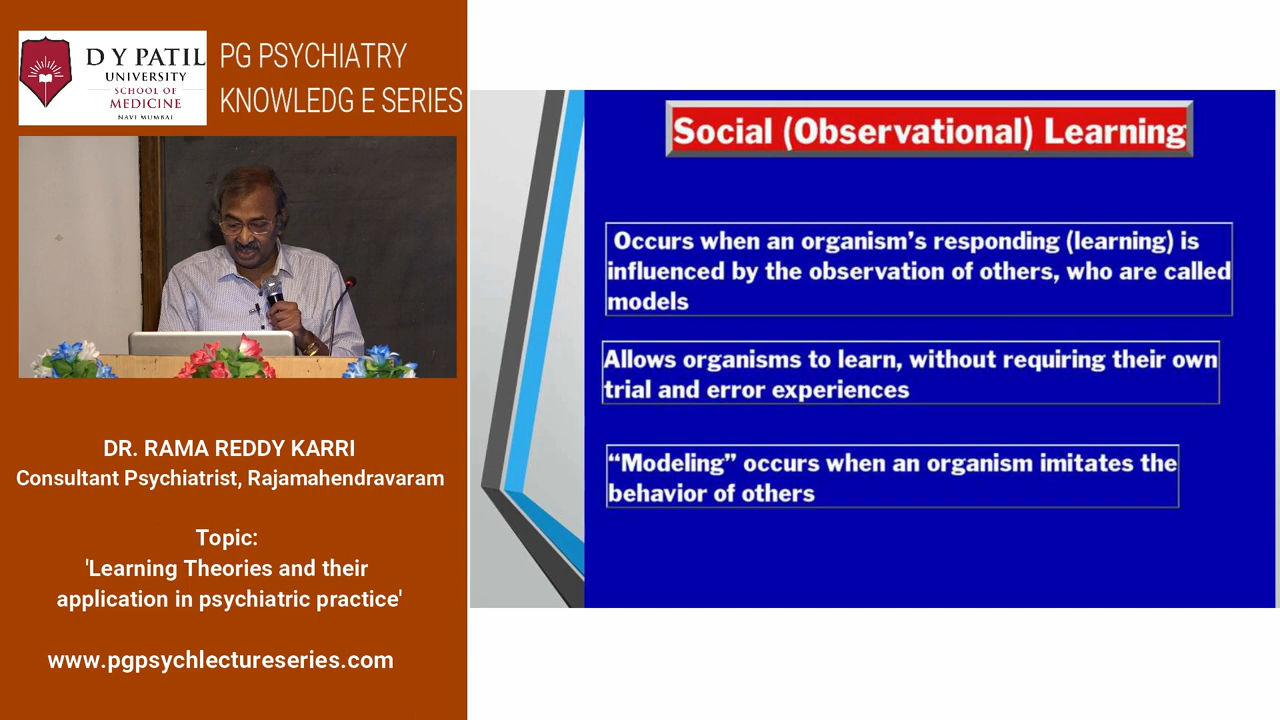 D Y PATIL
UNIVERSITY
SCHOOL OF
MEDICINE
NAVI MUMBAI
PG PSYCHIATRY
KNOWLEDG E SERIES
DR. RAMA REDDY KARRI
Consultant Psychiatrist, Rajamahendravaram
Topic:
'Learning Theories and their
application in psychiatric practice'
www.pgpsychlectureseries.com
Social (Observational) Learning
Occurs when an organism's responding (learning) is
influenced by the observation of others, who are called
models
Allows organisms to learn, without requiring their own
trial and error experiences
“Modeling” occurs when an organism imitates the
behavior of others